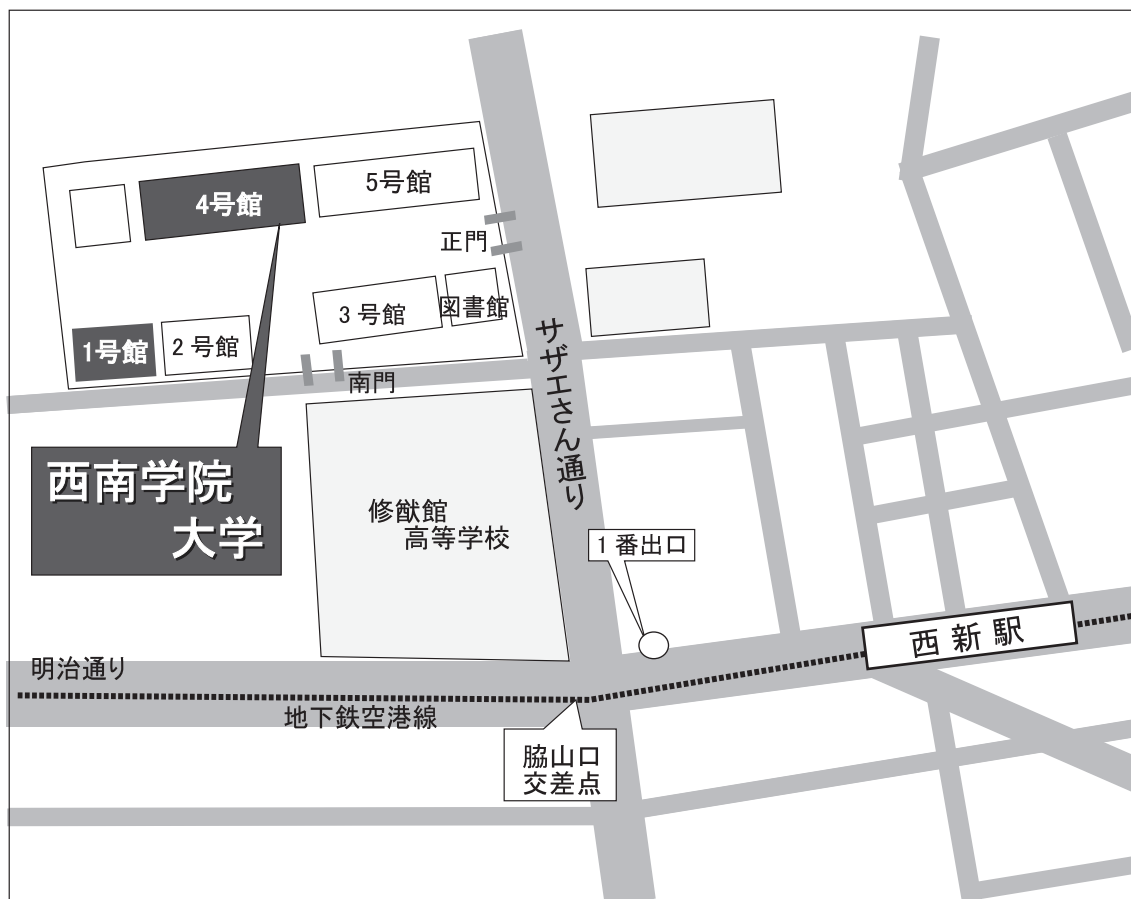 4号館
5号館
正門
3号館
図書館
1号館
2号館
南門
サザエさん通り
西南学院
大学
修猷館
高等学校
1番出口
西新駅
明治通り
地下鉄空港線
脇山口
交差点